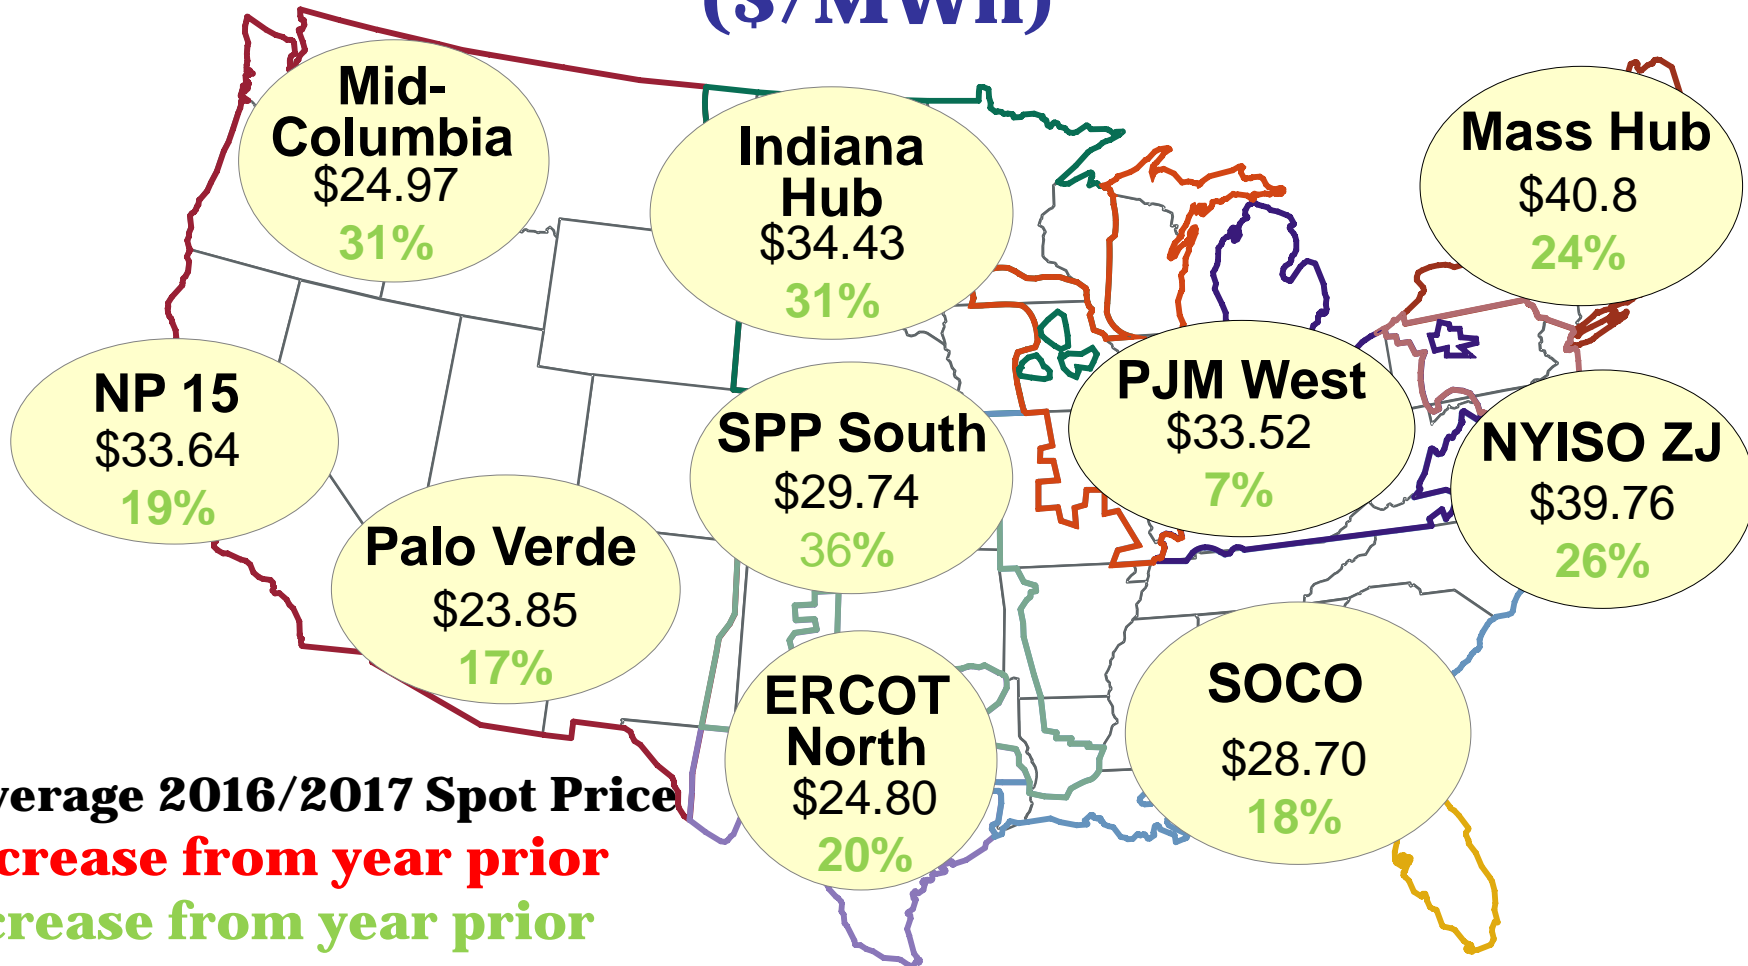 ($/MWh)
Mid-
Columbia
$24.97
31%
Indiana
Hub
$34.43
31%
Mass Hub
$40.8
24%
NP 15
$33.64
19%
Palo Verde
$23.85
17%
SPP South
$29.74
36%
PJM West
$33.52
7%
NYISO ZJ
$39.76
26%
ERCOT
North
$24.80
20%
SOCO
$28.70
18%
verage 2016/2017 Spot Price
crease from year prior
crease from year prior